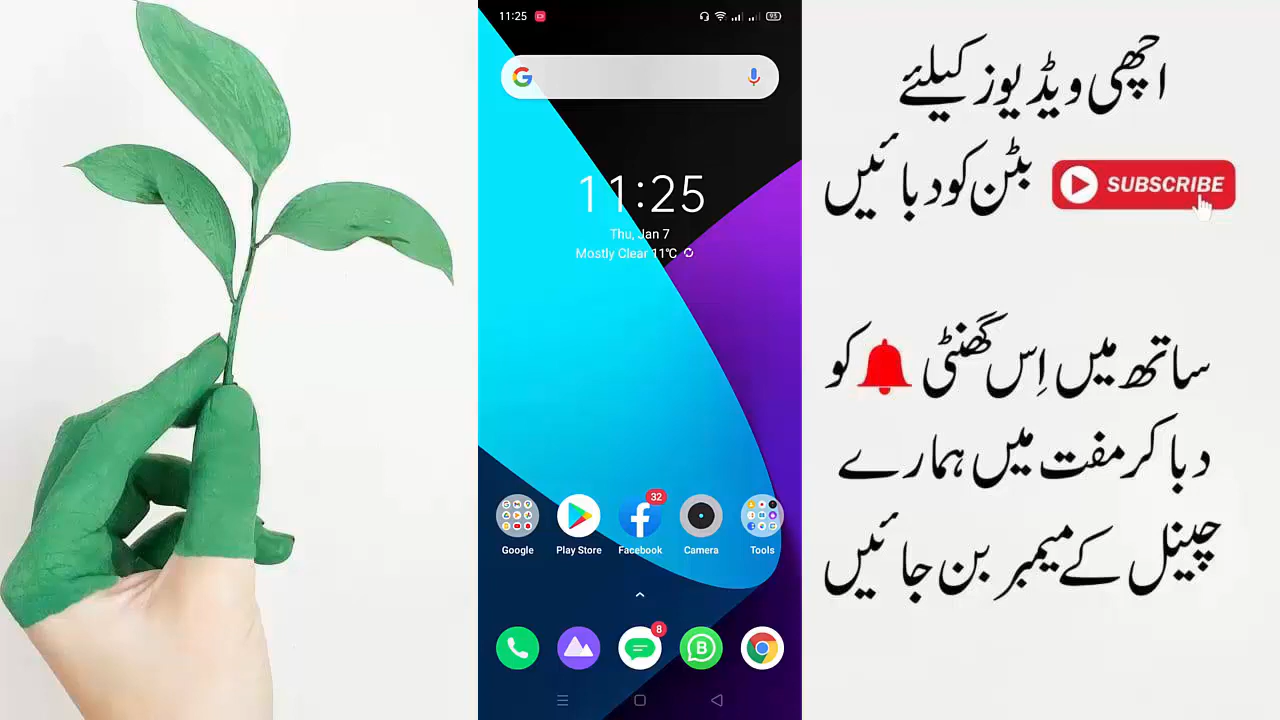 11:25
93
11:25
Thu, Jan 7
Mostly Clear 11°C
32
Google
Play Store
Facebook
Camera
Tools
8
B
اچھی ویڈیوز کیلئے
SUBSCRIBE بٹن کو دبائیں
ساتھ میں اِس گھنٹی کو
دبا کر مفت میں ہمارے
چینل کے میمبر بن جائیں